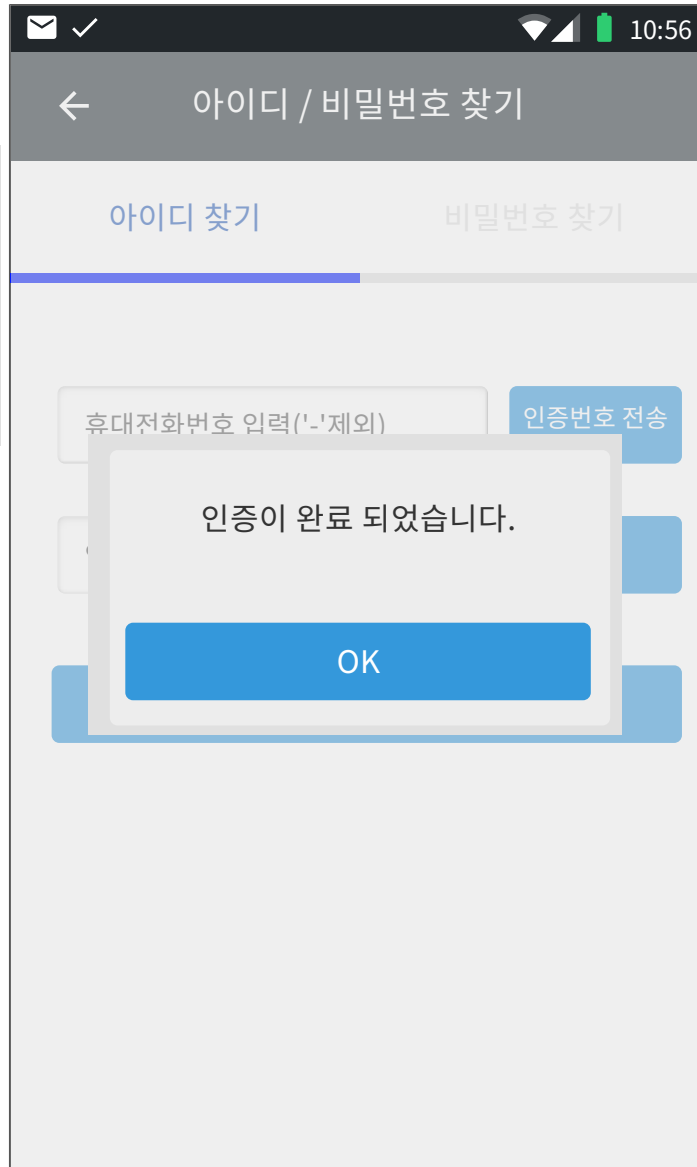 10:56
아이디 / 비밀번호 찾기
아이디 찾기
비밀번호 찾기
휴대전화번호 입력('-'제외)
인증번호 전송
인증이 완료 되었습니다.
OK